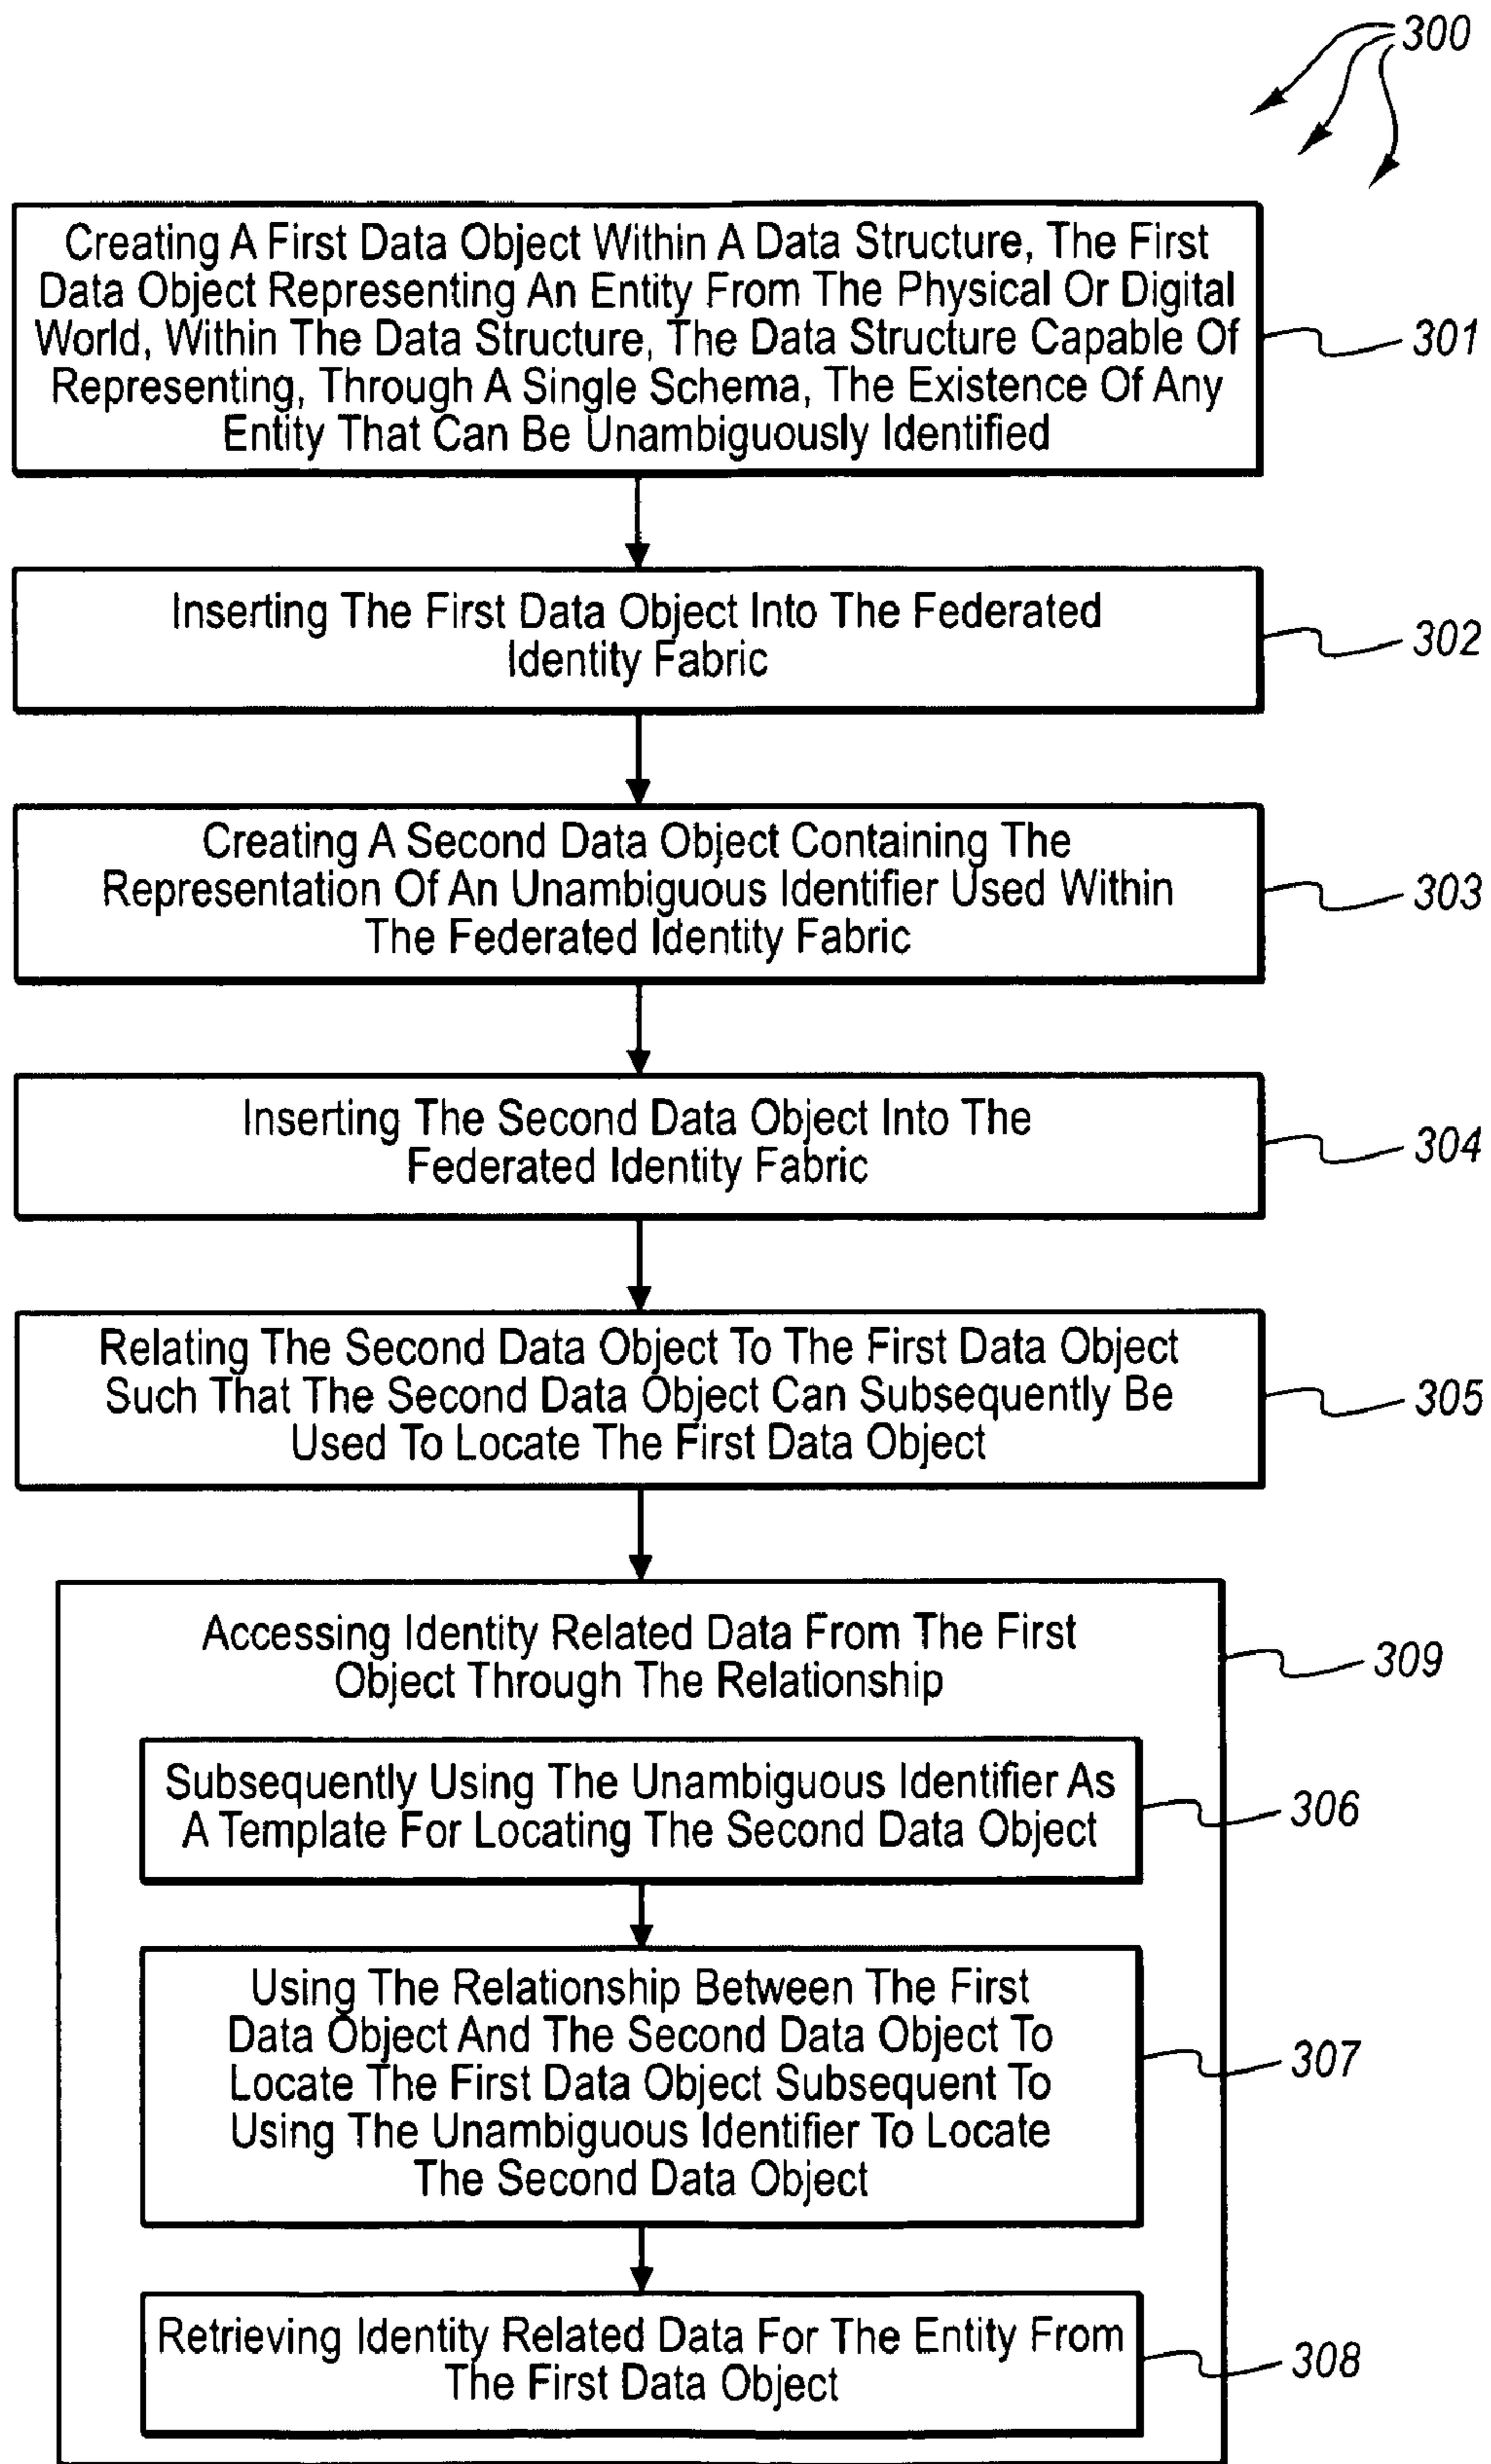 300
Creating A First Data Object Within A Data Structure, The First
Data Object Representing An Entity From The Physical Or Digital
World, Within The Data Structure, The Data Structure Capable Of
Representing, Through A Single Schema, The Existence Of Any
Entity That Can Be Unambiguously Identified
301
Inserting The First Data Object Into The Federated
Identity Fabric
302
Creating A Second Data Object Containing The
Representation Of An Unambiguous Identifier Used Within
The Federated Identity Fabric
303
Inserting The Second Data Object Into The
Federated Identity Fabric
304
Relating The Second Data Object To The First Data Object
Such That The Second Data Object Can Subsequently Be
Used To Locate The First Data Object
305
Accessing Identity Related Data From The First
Object Through The Relationship
309
Subsequently Using The Unambiguous Identifier As
A Template For Locating The Second Data Object
306
Using The Relationship Between The First
Data Object And The Second Data Object To
Locate The First Data Object Subsequent To
Using The Unambiguous Identifier To Locate
The Second Data Object
307
Retrieving Identity Related Data For The Entity From
The First Data Object
308